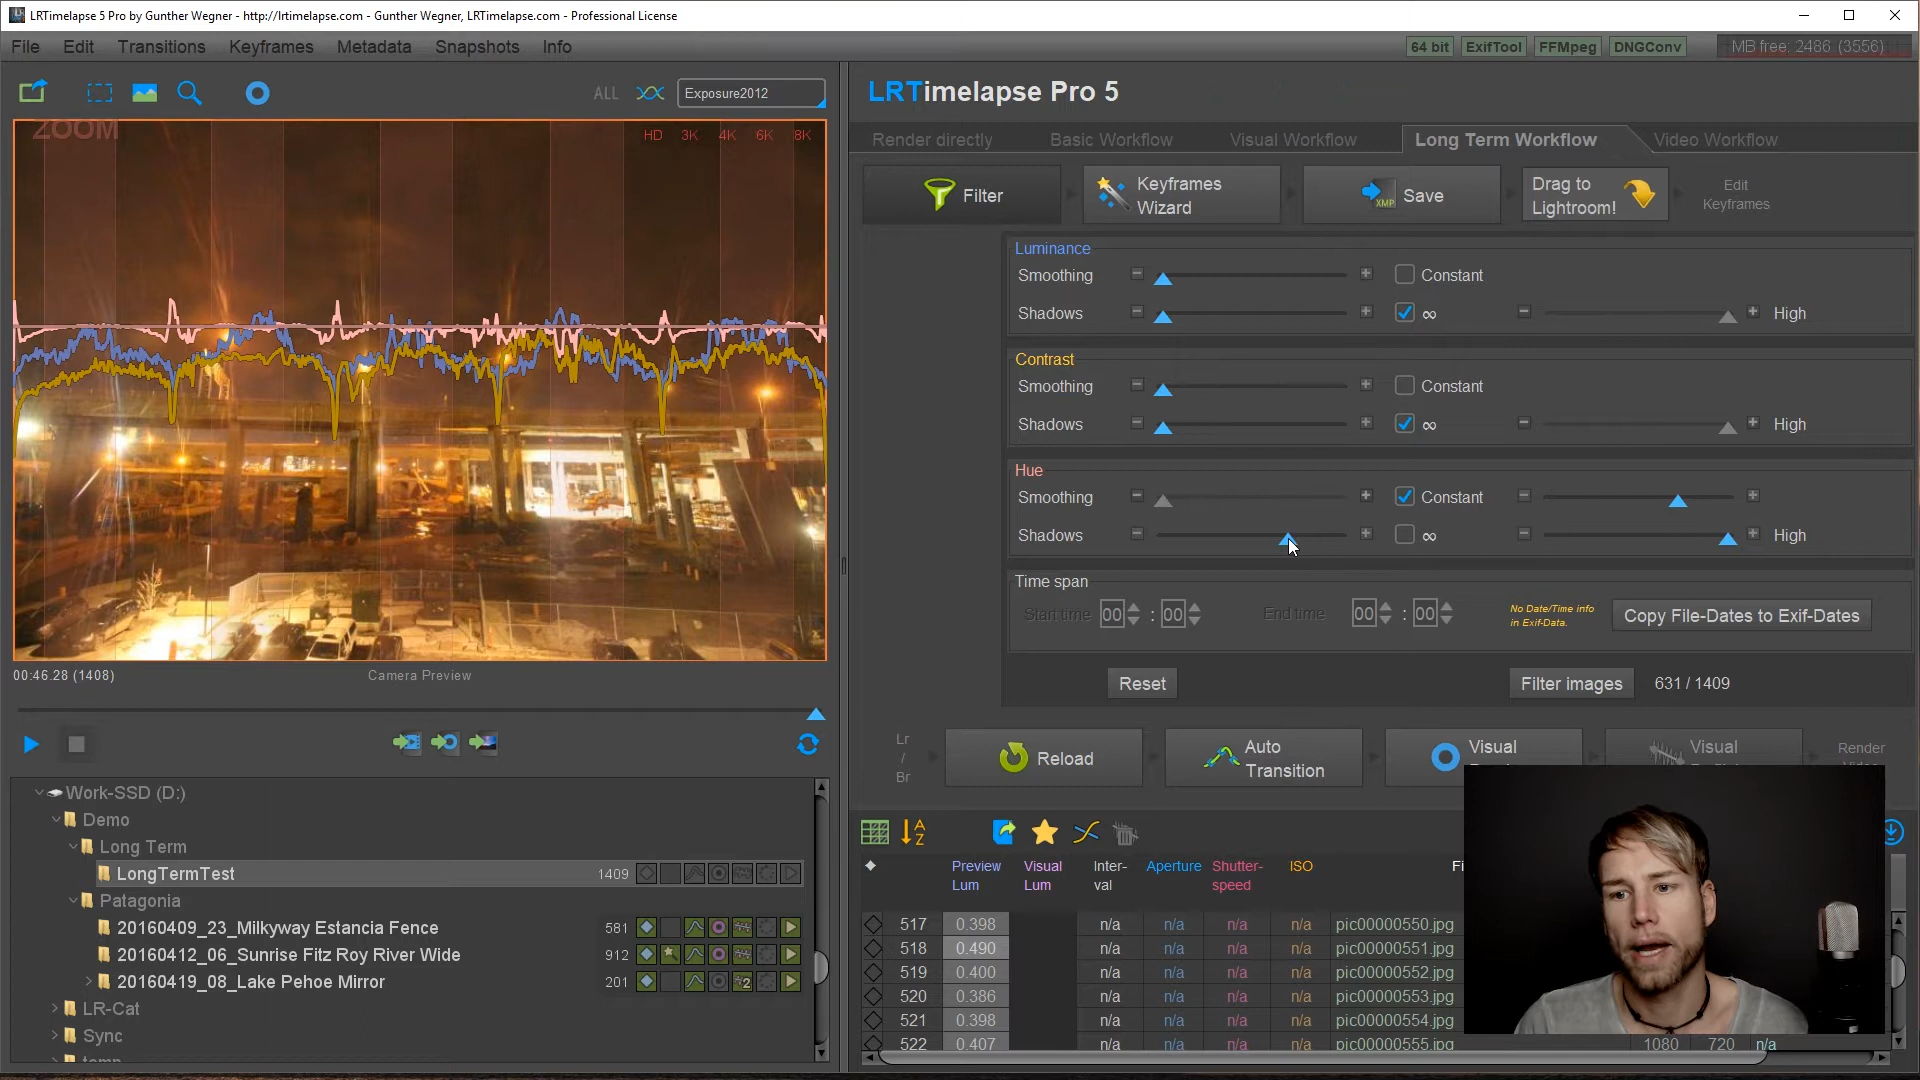 LRTimelapse 5 Pro by Gunther Wegner - http://lrtimelapse.com - Gunther Wegner, LRTimelapse.com - Professional License
File Edit Transitions Keyframes Metadata Snapshots Info
64 bit ExifTool FFMpeg DNGConv MB free: 2486 (3556)
ALL Exposure2012
ZOOM
HD 3K 4K 6K 8K
00:46.28 (1408) Camera Preview
Work-SSD (D:)
Demo
Long Term
LongTermTest 1409
Patagonia
20160409_23_Milkyway Estancia Fence 581
20160412_06_Sunrise Fitz Roy River Wide 912
20160419_08_Lake Pehoe Mirror 201
LR-Cat
Sync
temp
LRTimelapse Pro 5
Render directly Basic Workflow Visual Workflow Long Term Workflow Video Workflow
Filter
Keyframes
Wizard
XMP
Save
Drag to
Lightroom!
Edit
Keyframes
Luminance
Smoothing Constant
Shadows ∞ High
Contrast
Smoothing Constant
Shadows ∞ High
Hue
Smoothing Constant
Shadows ∞ High
Time span
Start time 00 : 00 End time 00 : 00
No Date/Time info
in Exif-Data.
Copy File-Dates to Exif-Dates
Reset Filter images 631 / 1409
Lr
/
Br
Reload
Auto
Transition
Visual
Visual
Render
A
Z
Preview
Lum
Visual
Lum
Inter-
val
Aperture
Shutter-
speed
ISO
Fi
517 0.398 n/a n/a n/a n/a pic00000550.jpg
518 0.490 n/a n/a n/a n/a pic00000551.jpg
519 0.400 n/a n/a n/a n/a pic00000552.jpg
520 0.386 n/a n/a n/a n/a pic00000553.jpg
521 0.398 n/a n/a n/a n/a pic00000554.jpg
522 0.407 n/a n/a n/a n/a pic00000555.jpg 1080 720 n/a